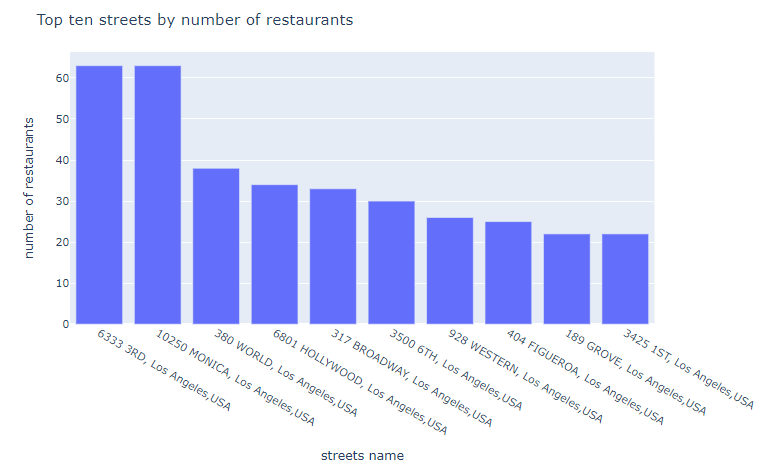 Top ten streets by number of restaurants
number of restaurants
60
50
40
30
20
10
0
6333 3RD, Los Angeles,USA
10250 MONICA, Los Angeles,USA
380 WORLD, Los Angeles,USA
6801 HOLLYWOOD, Los Angeles,USA
317 BROADWAY, Los Angeles,USA
3500 6TH, Los Angeles,USA
928 WESTERN, Los Angeles,USA
404 FIGUEROA, Los Angeles,USA
189 GROVE, Los Angeles,USA
3425 1ST, Los Angeles,USA
streets name